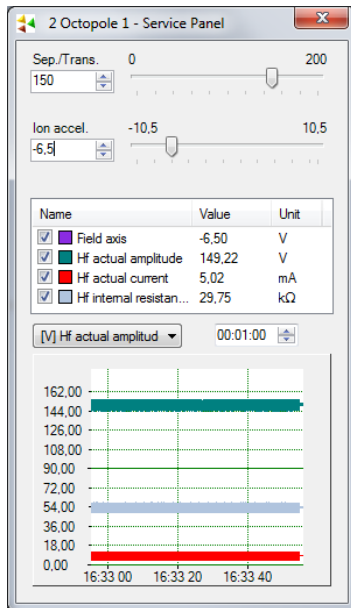 2 Octopole 1 - Service Panel
Sep./Trans. 0 200
150
Ion accel. -10,5 10,5
-6,5
Name Value Unit
Field axis -6,50 V
Hf actual amplitude 149,22 V
Hf actual current 5,02 mA
Hf internal resistan... 29,75 kΩ
[V] Hf actual amplitud 00:01:00
162,00
144,00
126,00
108,00
90,00
72,00
54,00
36,00
18,00
0,00
16:33 00 16:33 20 16:33 40